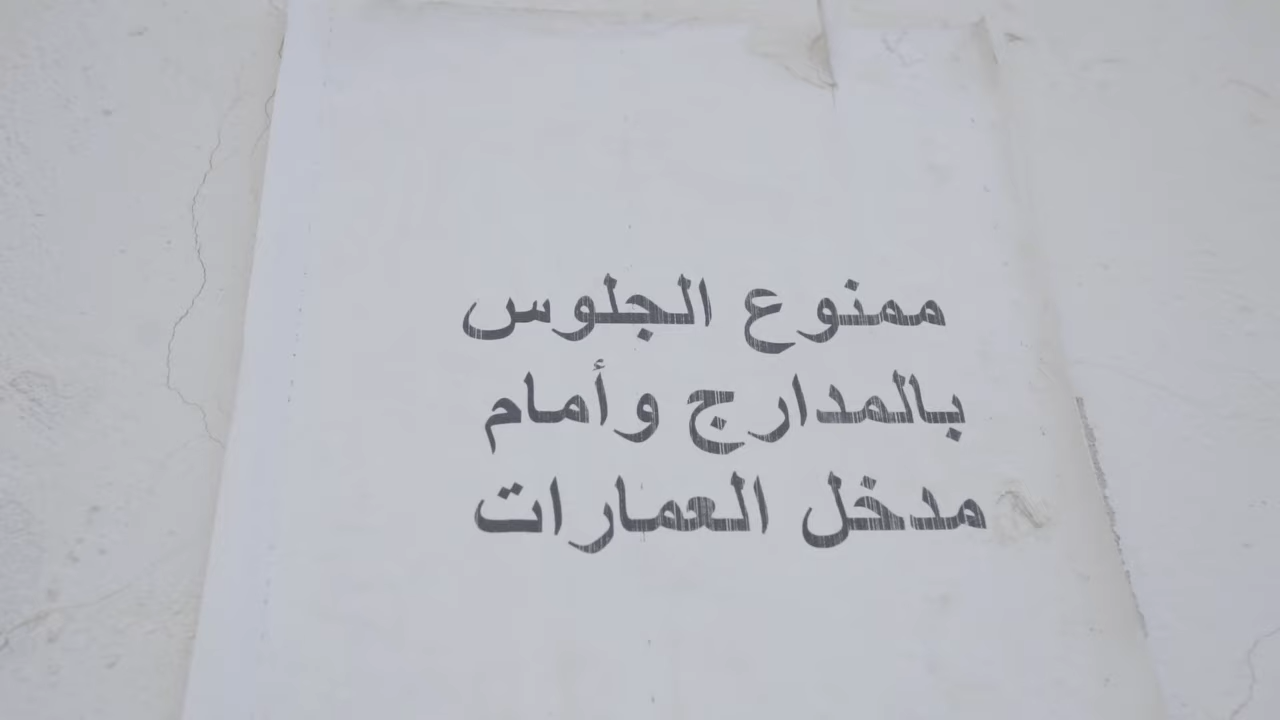 ممنوع الجلوس
بالمدارج وأمام
مدخل العمارات